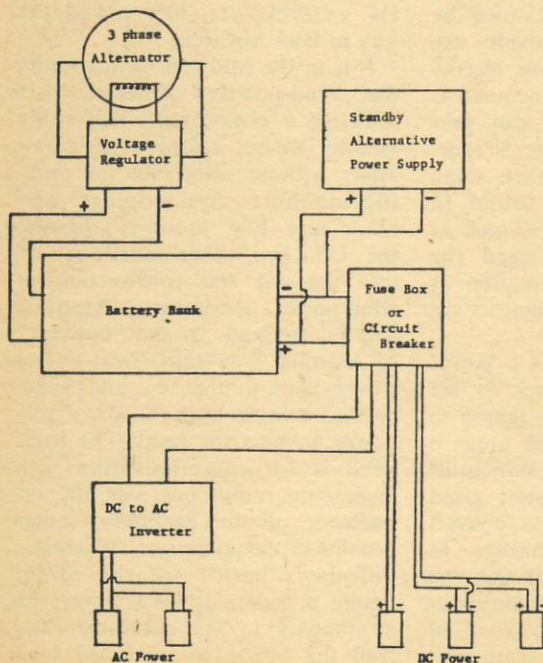 3 phase
Alternator
Voltage
Regulator
+ -
Standby
Alternative
Power Supply
+ -
Battery Bank
-
+
Fuse Box
or
Circuit
Breaker
DC to AC
Inverter
+ - + - + -
AC Power
DC Power